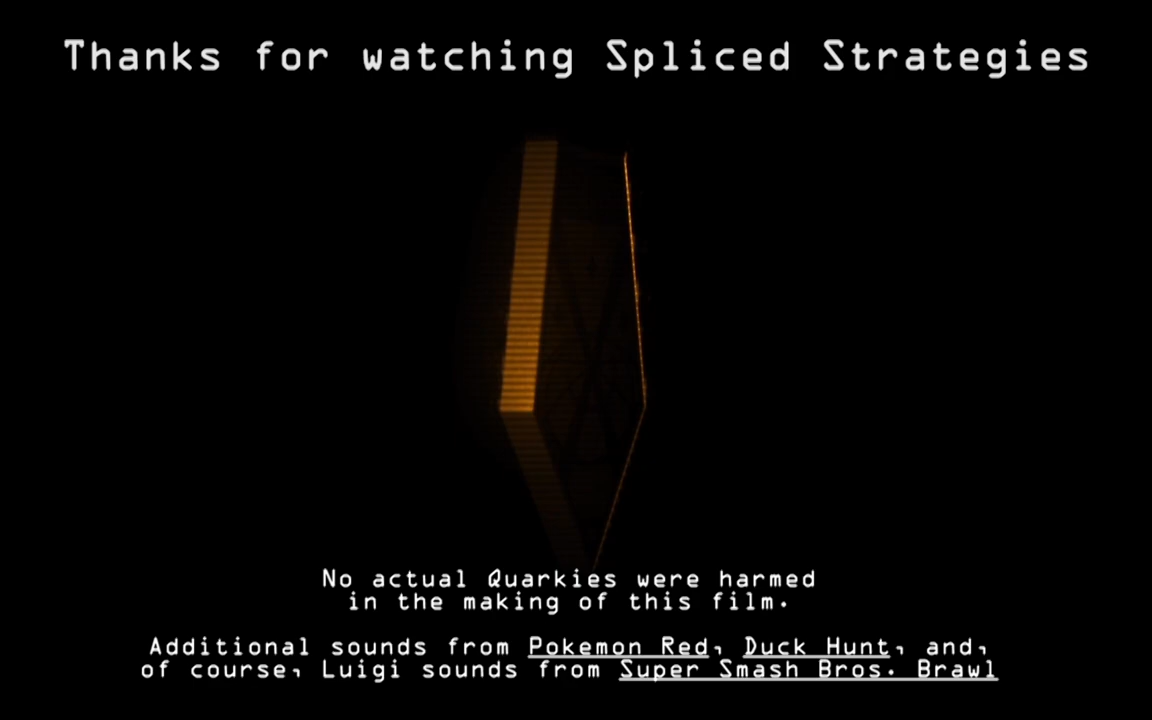 Thanks for watching Spliced Strategies
No actual Quarkies were harmed
in the making of this film.
Additional sounds from Pokemon Red, Duck Hunt, and,
of course, Luigi sounds from Super Smash Bros. Brawl